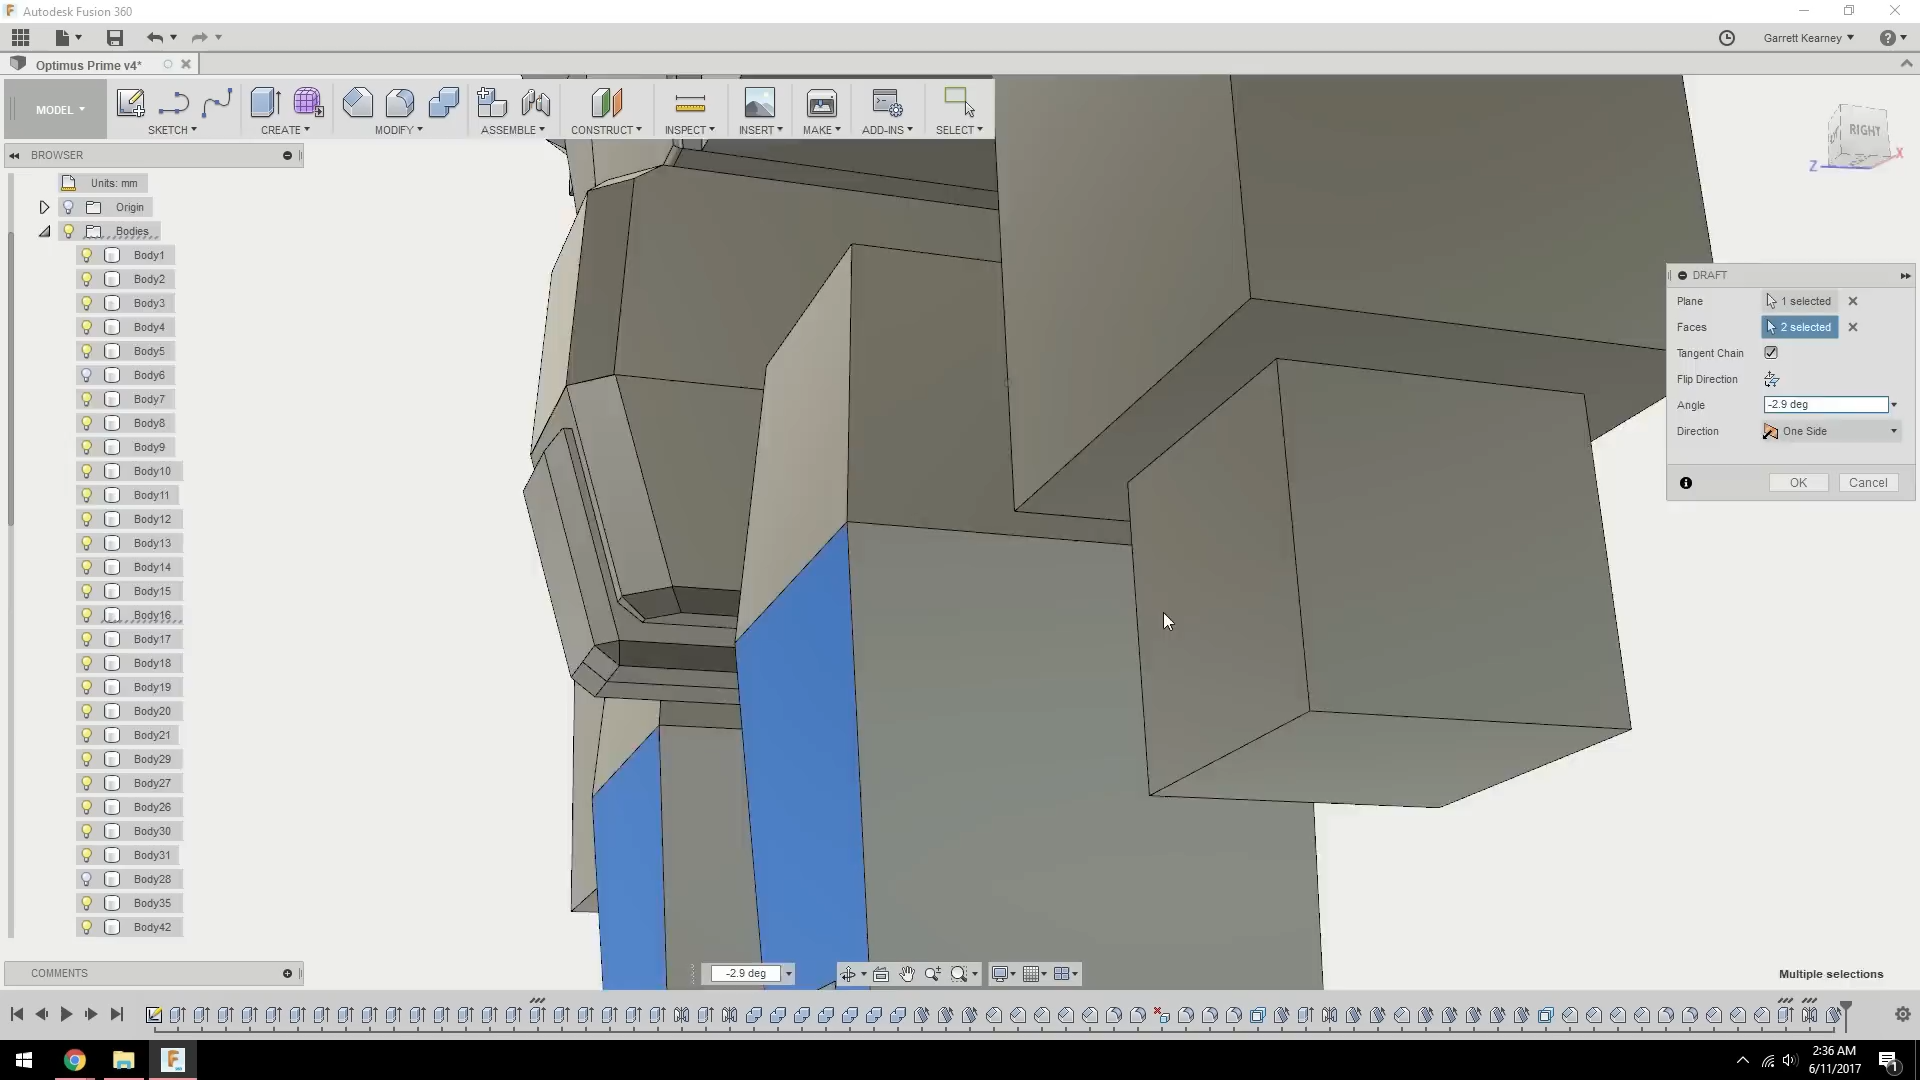 Autodesk Fusion 360
Garrett Kearney
Optimus Prime v4*
MODEL
SKETCH
CREATE
MODIFY
ASSEMBLE
CONSTRUCT
INSPECT
INSERT
MAKE
ADD-INS
SELECT
BROWSER
Units: mm
Origin
Bodies
Body1
Body2
Body3
Body4
Body5
Body6
Body7
Body8
Body9
Body10
Body11
Body12
Body13
Body14
Body15
Body16
Body17
Body18
Body19
Body20
Body21
Body29
Body27
Body26
Body30
Body31
Body28
Body35
Body42
RIGHT
Z
X
DRAFT
Plane 1 selected
Faces 2 selected
Tangent Chain
Flip Direction
Angle -2.9 deg
Direction One Side
OK Cancel
COMMENTS
-2.9 deg
Multiple selections
2:36 AM
6/11/2017
1